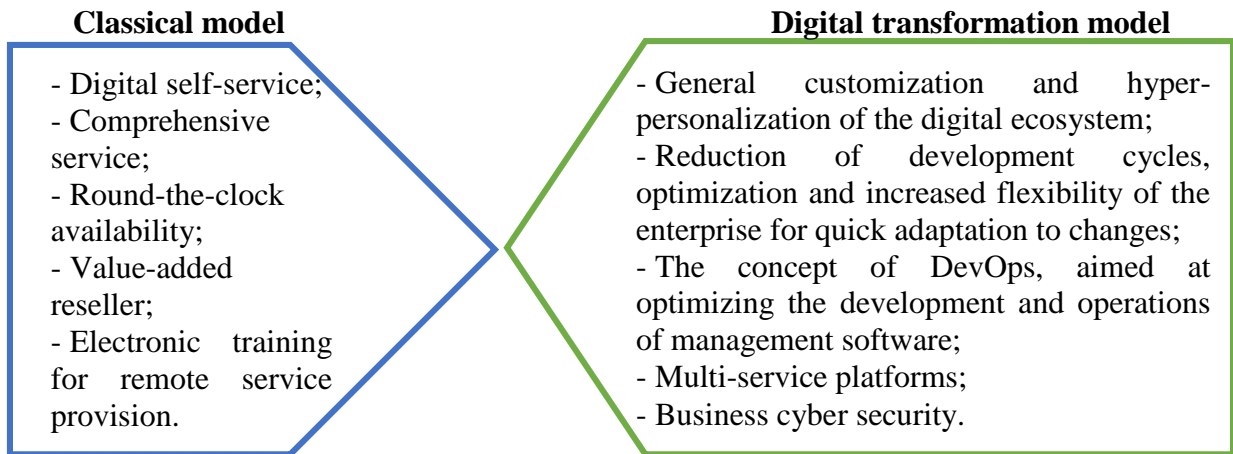 Classical model
- Digital self-service;
- Comprehensive
service;
- Round-the-clock
availability;
- Value-added
reseller;
- Electronic training
for remote service
provision.
Digital transformation model
- General customization and hyper-
personalization of the digital ecosystem;
- Reduction of development cycles,
optimization and increased flexibility of the
enterprise for quick adaptation to changes;
- The concept of DevOps, aimed at
optimizing the development and operations
of management software;
- Multi-service platforms;
- Business cyber security.